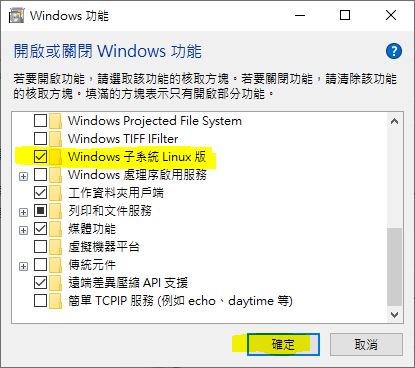 Windows 功能
開啟或關閉 Windows 功能
若要開啟功能，請選取該功能的核取方塊。若要關閉功能，請清除該功能
的核取方塊。填滿的方塊表示只有開啟部分功能。
Windows Projected File System
Windows TIFF IFilter
Windows 子系統 Linux 版
Windows 處理序啟用服務
工作資料夾用戶端
列印和文件服務
媒體功能
虛擬機器平台
傳統元件
遠端差異壓縮 API 支援
簡單 TCPIP 服務 (例如 echo、daytime 等)
確定
取消